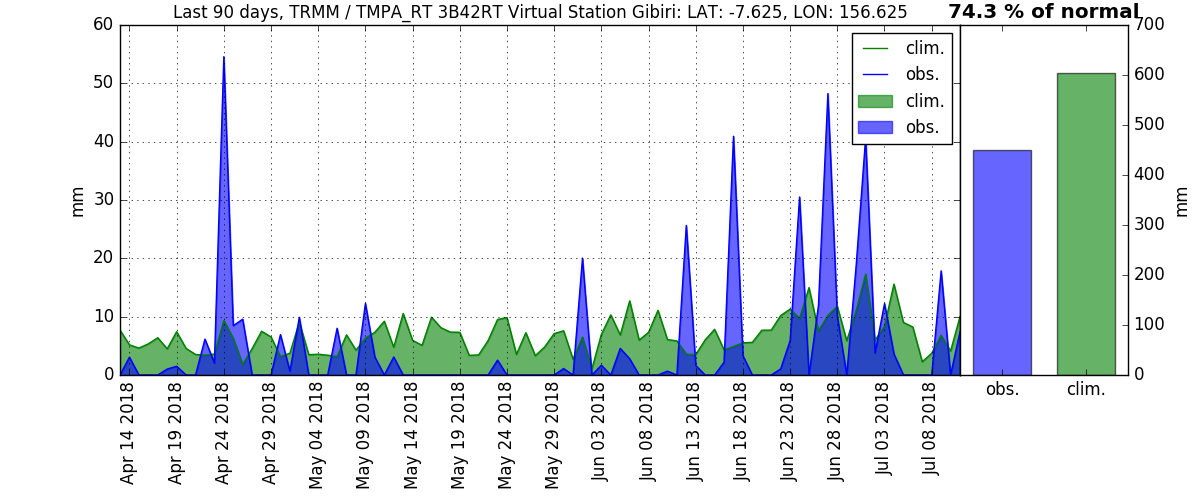 Last 90 days, TRMM / TMPA_RT 3B42RT Virtual Station Gibiri: LAT: -7.625, LON: 156.625
74.3 % of normal
60
50
40
30
20
10
0
mm
clim.
obs.
clim.
obs.
700
600
500
400
300
200
100
0
mm
Apr 14 2018
Apr 19 2018
Apr 24 2018
Apr 29 2018
May 04 2018
May 09 2018
May 14 2018
May 19 2018
May 24 2018
May 29 2018
Jun 03 2018
Jun 08 2018
Jun 13 2018
Jun 18 2018
Jun 23 2018
Jun 28 2018
Jul 03 2018
Jul 08 2018
obs.
clim.